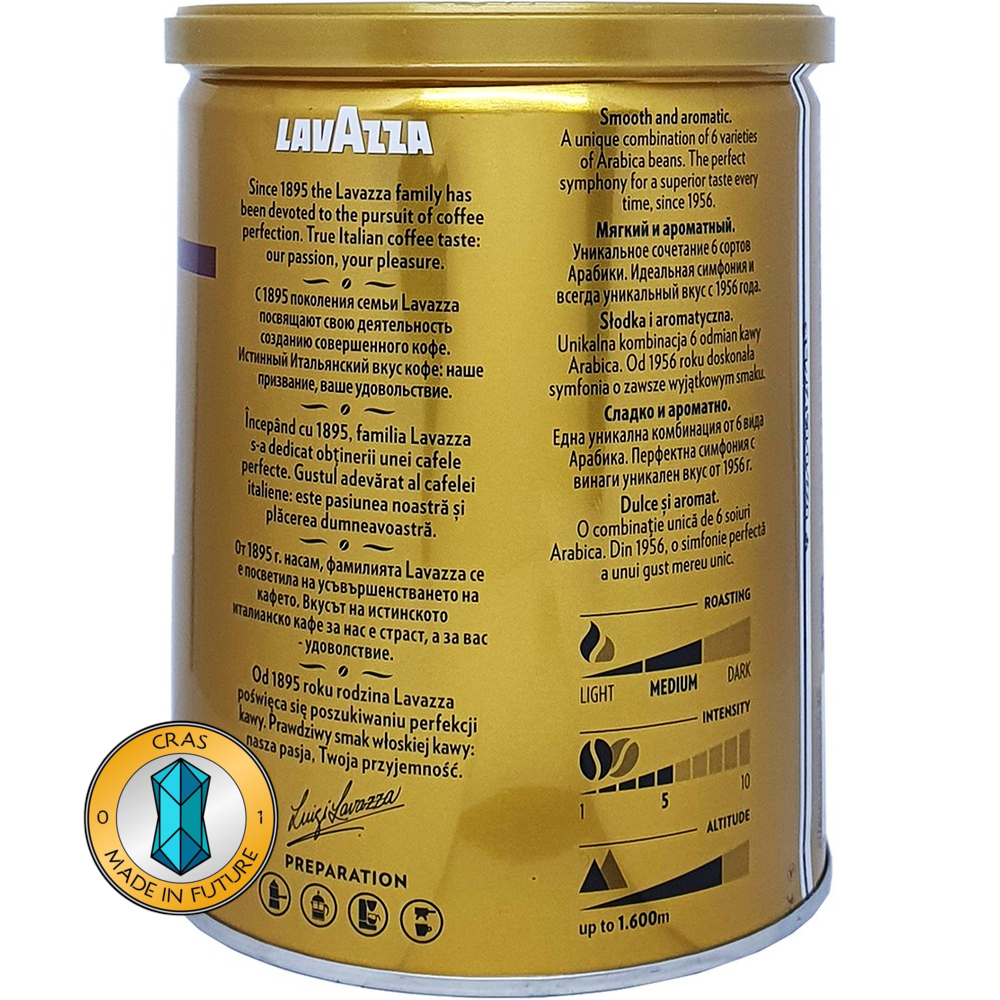 LAVAZZA
Since 1895 the Lavazza family has
been devoted to the pursuit of coffee
perfection. True Italian coffee taste:
our passion, your pleasure.
С 1895 поколения семьи Lavazza
посвящают свою деятельность
созданию совершенного кофе.
Истинный Итальянский вкус кофе: наше
призвание, ваше удовольствие.
Începând cu 1895, familia Lavazza
s-a dedicat obținerii unei cafele
perfecte. Gustul adevărat al cafelei
italiene: este pasiunea noastră și
plăcerea dumneavoastră.
От 1895 г. насам, фамилията Lavazza се
е посветила на усъвършенстването на
кафето. Вкусът на истинското
италианско кафе за нас е страст, а за вас
- удоволствие.
Od 1895 roku rodzina Lavazza
poświęca się poszukiwaniu perfekcji
kawy. Prawdziwy smak włoskiej kawy:
nasza pasja, Twoja przyjemność.
Luigi Lavazza
PREPARATION
Smooth and aromatic.
A unique combination of 6 varieties
of Arabica beans. The perfect
symphony for a superior taste every
time, since 1956.
Мягкий и ароматный.
Уникальное сочетание 6 сортов
Арабики. Идеальная симфония и
всегда уникальный вкус с 1956 года.
Słodka i aromatyczna.
Unikalna kombinacja 6 odmian kawy
Arabica. Od 1956 roku doskonała
symfonia o zawsze wyjątkowym smaku.
Сладко и ароматно.
Една уникална комбинация от 6 вида
Арабика. Перфектна симфония с
винаги уникален вкус от 1956 г.
Dulce și aromat.
O combinație unică de 6 soiuri
Arabica. Din 1956, o simfonie perfectă
a unui gust mereu unic.
ROASTING
LIGHT MEDIUM DARK
INTENSITY
1 5 10
ALTITUDE
up to 1.600m
CRAS
0 1
MADE IN FUTURE